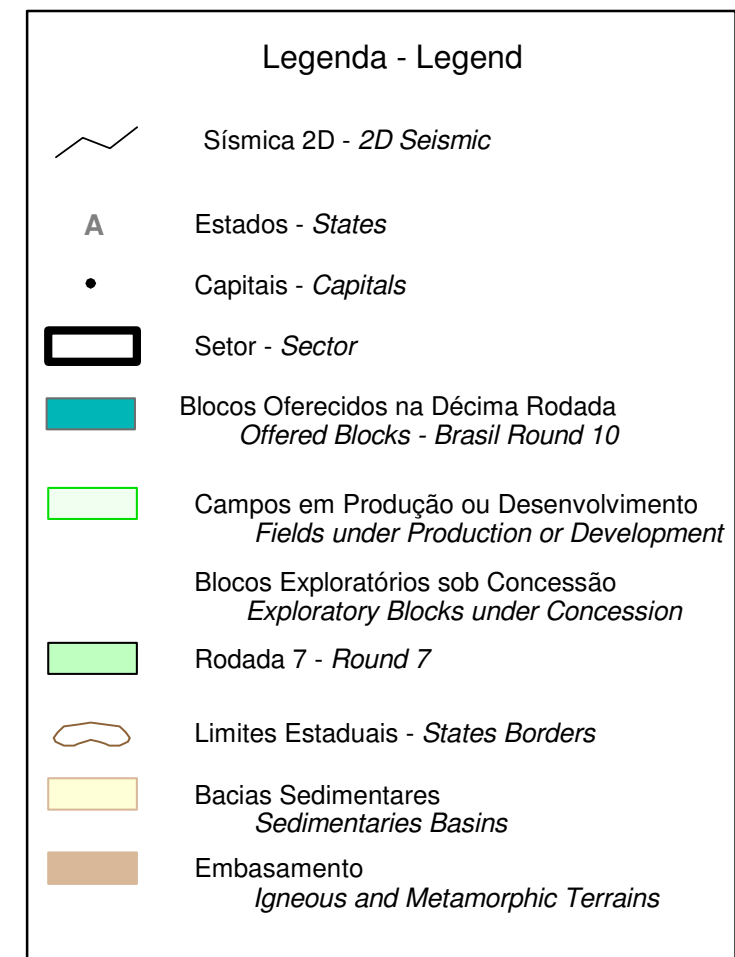 Legenda - Legend
Sísmica 2D - 2D Seismic
A Estados - States
Capitais - Capitals
Setor - Sector
Blocos Oferecidos na Décima Rodada
Offered Blocks - Brasil Round 10
Campos em Produção ou Desenvolvimento
Fields under Production or Development
Blocos Exploratórios sob Concessão
Exploratory Blocks under Concession
Rodada 7 - Round 7
Limites Estaduais - States Borders
Bacias Sedimentares
Sedimentaries Basins
Embasamento
Igneous and Metamorphic Terrains